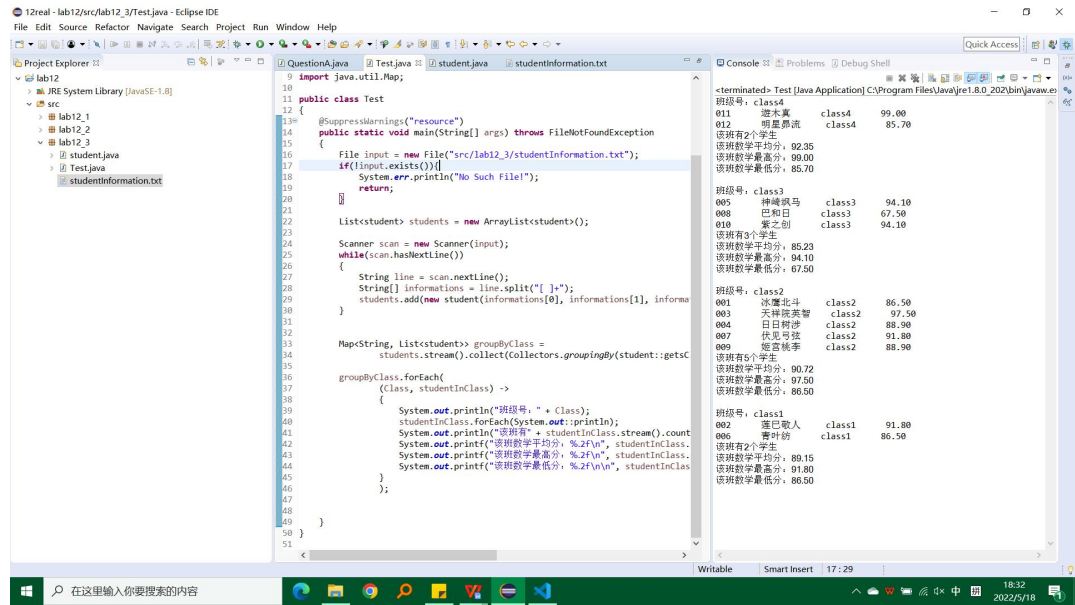 12real - lab12/src/lab12_3/Test.java - Eclipse IDE
File Edit Source Refactor Navigate Search Project Run Window Help
Quick Access
Project Explorer
lab12
JRE System Library [JavaSE-1.8]
src
lab12_1
lab12_2
lab12_3
student.java
Test.java
studentInformation.txt
QuestionA.java Test.java student.java studentInformation.txt
9 import java.util.Map;
10
11 public class Test
12 {
13 @SuppressWarnings("resource")
14 public static void main(String[] args) throws FileNotFoundException
15 {
16 File input = new File("src/lab12_3/studentInformation.txt");
17 if(!input.exists()){
18 System.err.println("No Such File!");
19 return;
20 }
21
22 List<student> students = new ArrayList<student>();
23
24 Scanner scan = new Scanner(input);
25 while(scan.hasNextLine())
26 {
27 String line = scan.nextLine();
28 String[] informations = line.split("[ ]+");
29 students.add(new student(informations[0], informations[1], informa
30 }
31
32
33 Map<String, List<student>> groupByClass =
34 students.stream().collect(Collectors.groupingBy(student::getsC
35
36 groupByClass.forEach(
37 (Class, studentInClass) ->
38 {
39 System.out.println("班级号：" + Class);
40 studentInClass.forEach(System.out::println);
41 System.out.println("该班有" + studentInClass.stream().count
42 System.out.printf("该班数学平均分：%.2f\n", studentInClass.
43 System.out.printf("该班数学最高分：%.2f\n", studentInClass.
44 System.out.printf("该班数学最低分：%.2f\n\n", studentInClas
45 }
46 );
47
48
49 }
50 }
51
Console Problems Debug Shell
<terminated> Test [Java Application] C:\Program Files\Java\jre1.8.0_202\bin\javaw.ex
班级号：class4
011 遊木真 class4 99.00
012 明星昴流 class4 85.70
该班有2个学生
该班数学平均分：92.35
该班数学最高分：99.00
该班数学最低分：85.70
班级号：class3
005 神崎飒马 class3 94.10
008 巴和日 class3 67.50
010 紫之创 class3 94.10
该班有3个学生
该班数学平均分：85.23
该班数学最高分：94.10
该班数学最低分：67.50
班级号：class2
001 冰鹰北斗 class2 86.50
003 天祥院英智 class2 97.50
004 日日树涉 class2 88.90
007 伏见弓弦 class2 91.80
009 姬宫桃李 class2 88.90
该班有5个学生
该班数学平均分：90.72
该班数学最高分：97.50
该班数学最低分：86.50
班级号：class1
002 莲巳敬人 class1 91.80
006 青叶纺 class1 86.50
该班有2个学生
该班数学平均分：89.15
该班数学最高分：91.80
该班数学最低分：86.50
Writable Smart Insert 17 : 29
在这里输入你要搜索的内容
中
18:32
2022/5/18